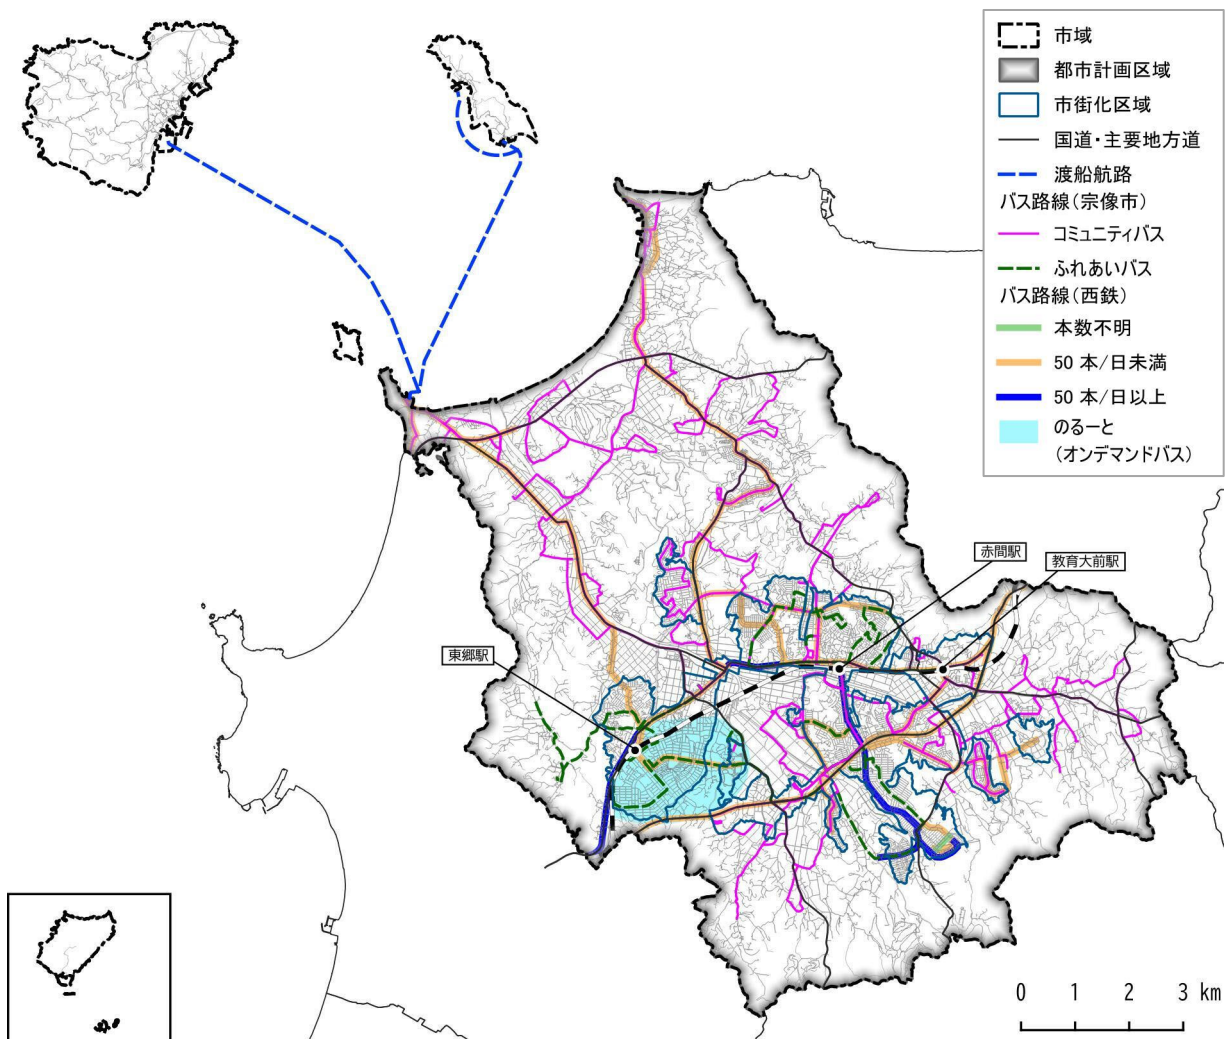 市域
都市計画区域
市街化区域
国道・主要地方道
渡船航路
バス路線(宗像市)
コミュニティバス
ふれあいバス
バス路線(西鉄)
本数不明
50 本/日未満
50 本/日以上
のるーと
(オンデマンドバス)
赤間駅
教育大前駅
東郷駅
0 1 2 3 km